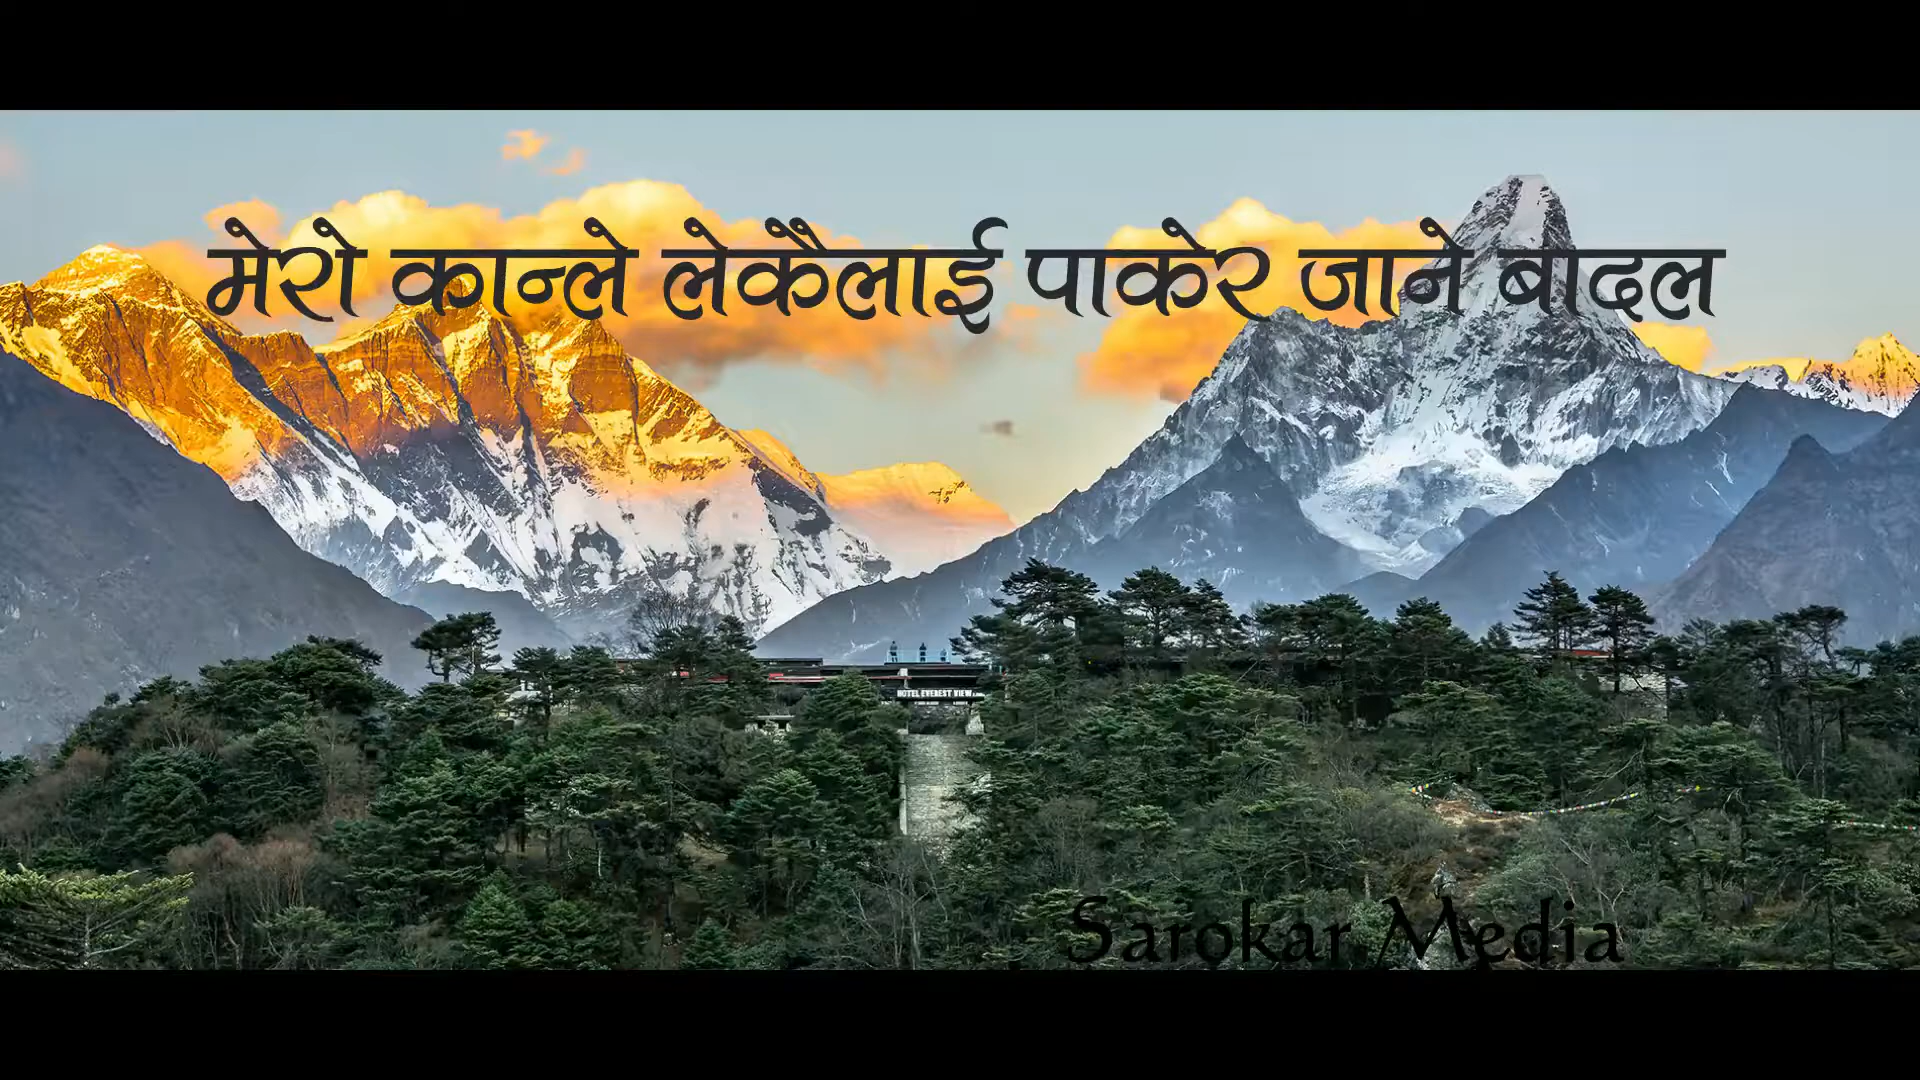 मेरो कान्ले लेकैलाई पाकेर जाने बादल
HOTEL EVEREST VIEW
Sarokar Media